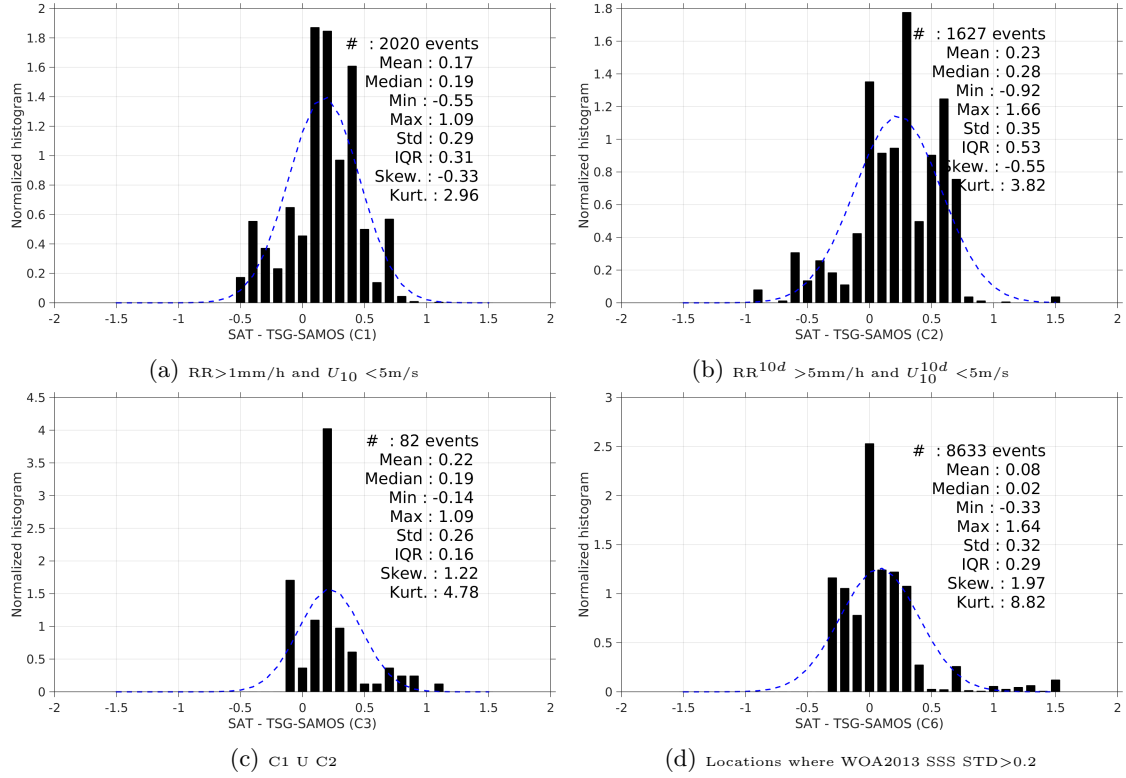 2
1.8
1.6
1.4
1.2
1
0.8
0.6
0.4
0.2
0
Normalized histogram
# : 2020 events
Mean : 0.17
Median : 0.19
Min : -0.55
Max : 1.09
Std : 0.29
IQR : 0.31
Skew. : -0.33
Kurt. : 2.96
-2 -1.5 -1 -0.5 0 0.5 1 1.5 2
SAT - TSG-SAMOS (C1)
(a) RR>1mm/h and U10 <5m/s
1.8
1.6
1.4
1.2
1
0.8
0.6
0.4
0.2
0
Normalized histogram
# : 1627 events
Mean : 0.23
Median : 0.28
Min : -0.92
Max : 1.66
Std : 0.35
IQR : 0.53
Skew. : -0.55
Kurt. : 3.82
-2 -1.5 -1 -0.5 0 0.5 1 1.5 2
SAT - TSG-SAMOS (C2)
(b) RR10d >5mm/h and U10d10 <5m/s
4.5
4
3.5
3
2.5
2
1.5
1
0.5
0
Normalized histogram
# : 82 events
Mean : 0.22
Median : 0.19
Min : -0.14
Max : 1.09
Std : 0.26
IQR : 0.16
Skew. : 1.22
Kurt. : 4.78
-2 -1.5 -1 -0.5 0 0.5 1 1.5 2
SAT - TSG-SAMOS (C3)
(c) C1 U C2
3
2.5
2
1.5
1
0.5
0
Normalized histogram
# : 8633 events
Mean : 0.08
Median : 0.02
Min : -0.33
Max : 1.64
Std : 0.32
IQR : 0.29
Skew. : 1.97
Kurt. : 8.82
-2 -1.5 -1 -0.5 0 0.5 1 1.5 2
SAT - TSG-SAMOS (C6)
(d) Locations where WOA2013 SSS STD>0.2